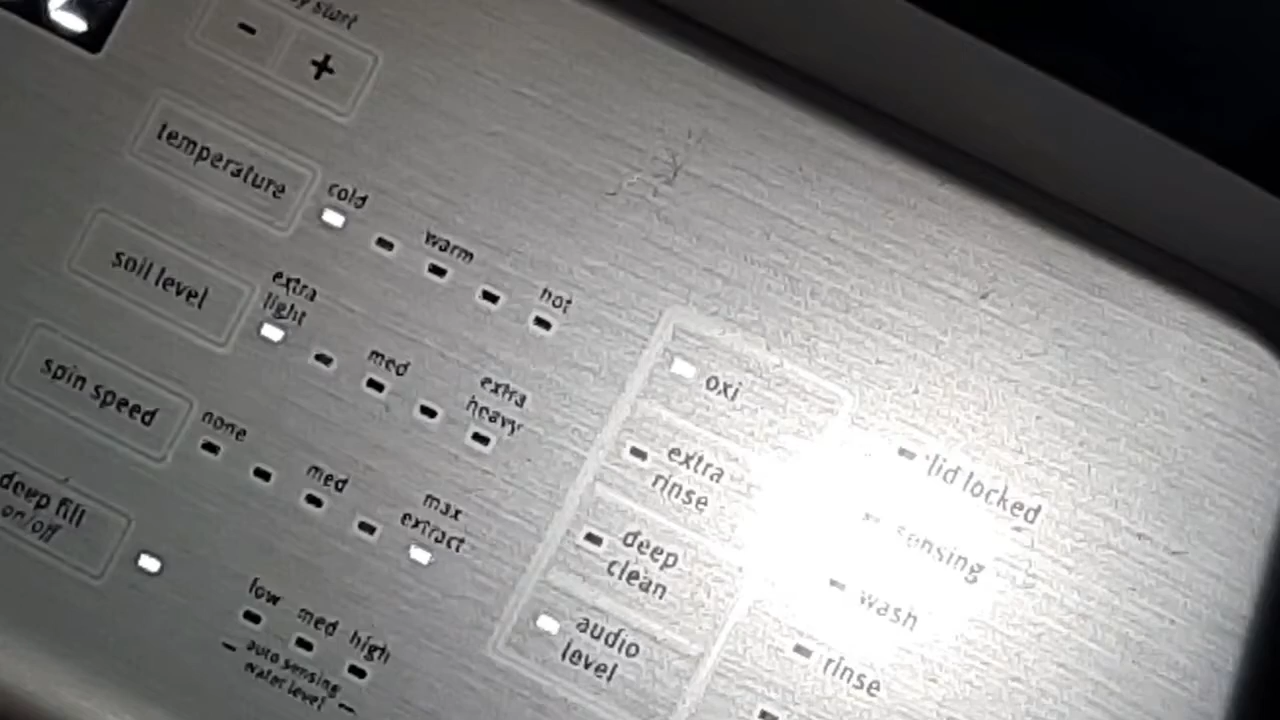 start
- +
temperature
cold
warm
hot
soil level
extra
light
med
extra
heavy
spin speed
none
med
max
extract
deep fill
on/off
low med high
auto sensing
water level
oxi
extra
rinse
deep
clean
audio
level
lid locked
sensing
wash
rinse